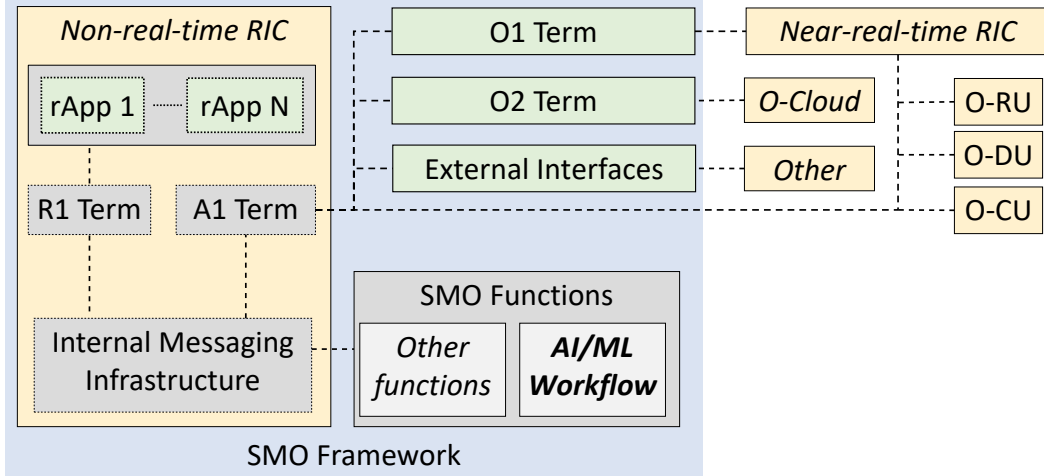 Non-real-time RIC
rApp 1
rApp N
R1 Term
A1 Term
Internal Messaging
Infrastructure
O1 Term
O2 Term
External Interfaces
Near-real-time RIC
O-Cloud
Other
O-RU
O-DU
O-CU
SMO Functions
Other
functions
AI/ML
Workflow
SMO Framework